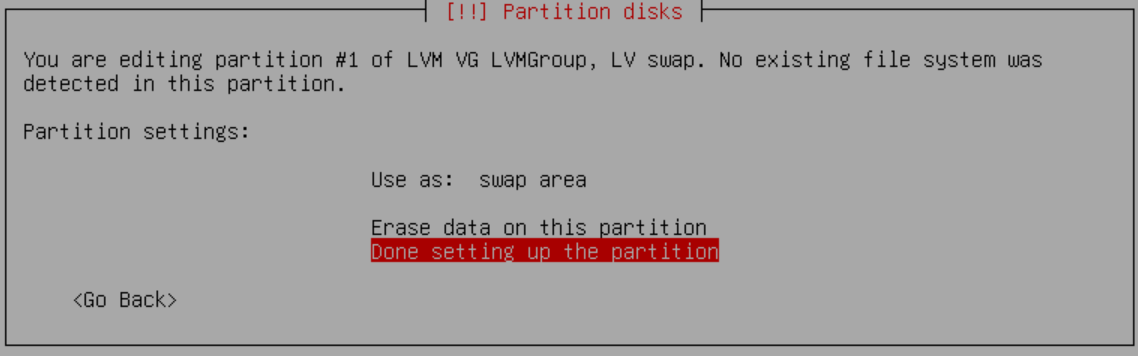 [!!] Partition disks
You are editing partition #1 of LVM VG LVMGroup, LV swap. No existing file system was
detected in this partition.
Partition settings:
Use as: swap area
Erase data on this partition
Done setting up the partition
<Go Back>